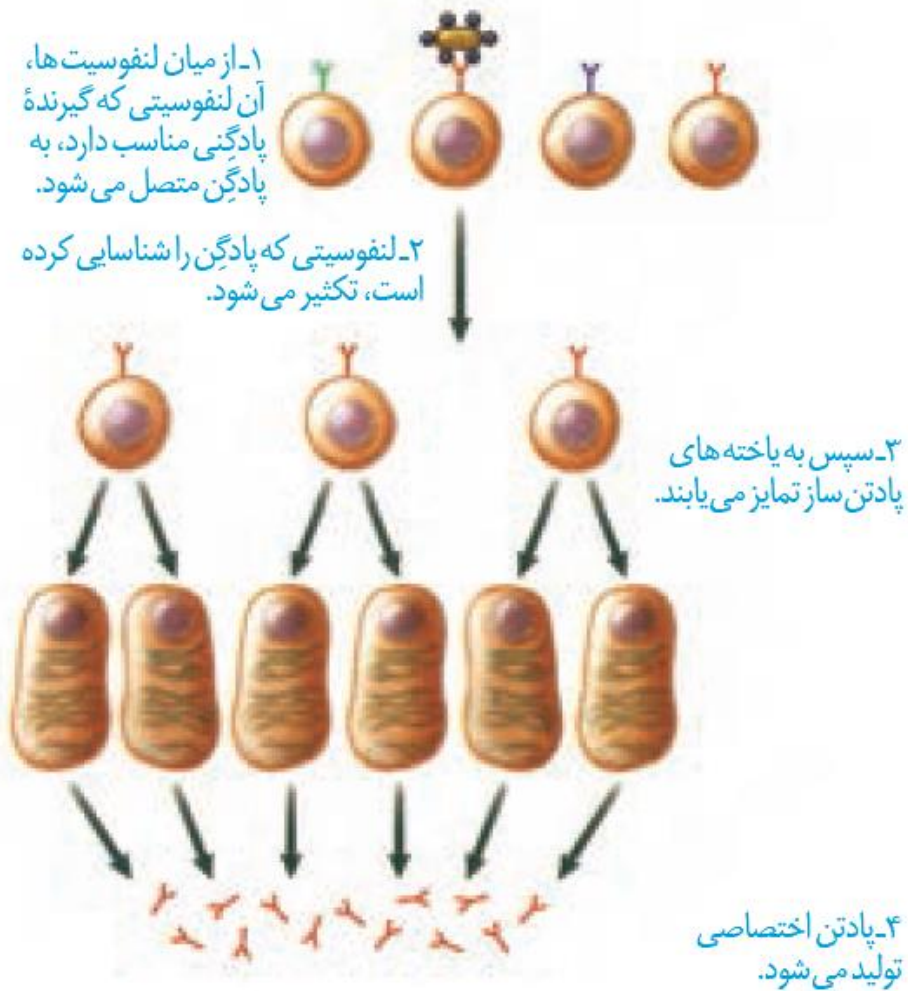 ۱ـ از میان لنفوسیت‌ها،
آن لنفوسیتی که گیرندهٔ
پادگِنی مناسب دارد، به
پادگِن متصل می‌شود.
۲ـ لنفوسیتی که پادگِن را شناسایی کرده
است، تکثیر می‌شود.
۳ـ سپس به یاخته‌های
پادتن‌ساز تمایز می‌یابند.
۴ـ پادتن اختصاصی
تولید می‌شود.